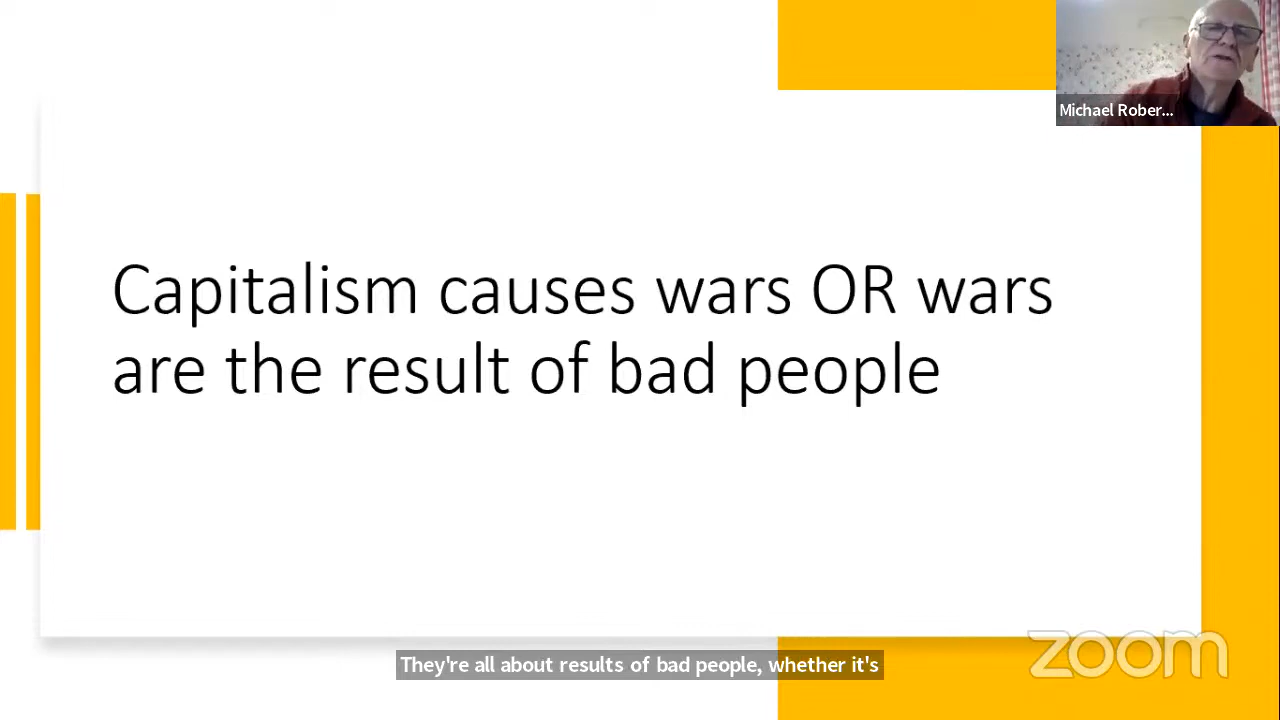 Michael Rober...
Capitalism causes wars OR wars
are the result of bad people
They're all about results of bad people, whether it's
zoom